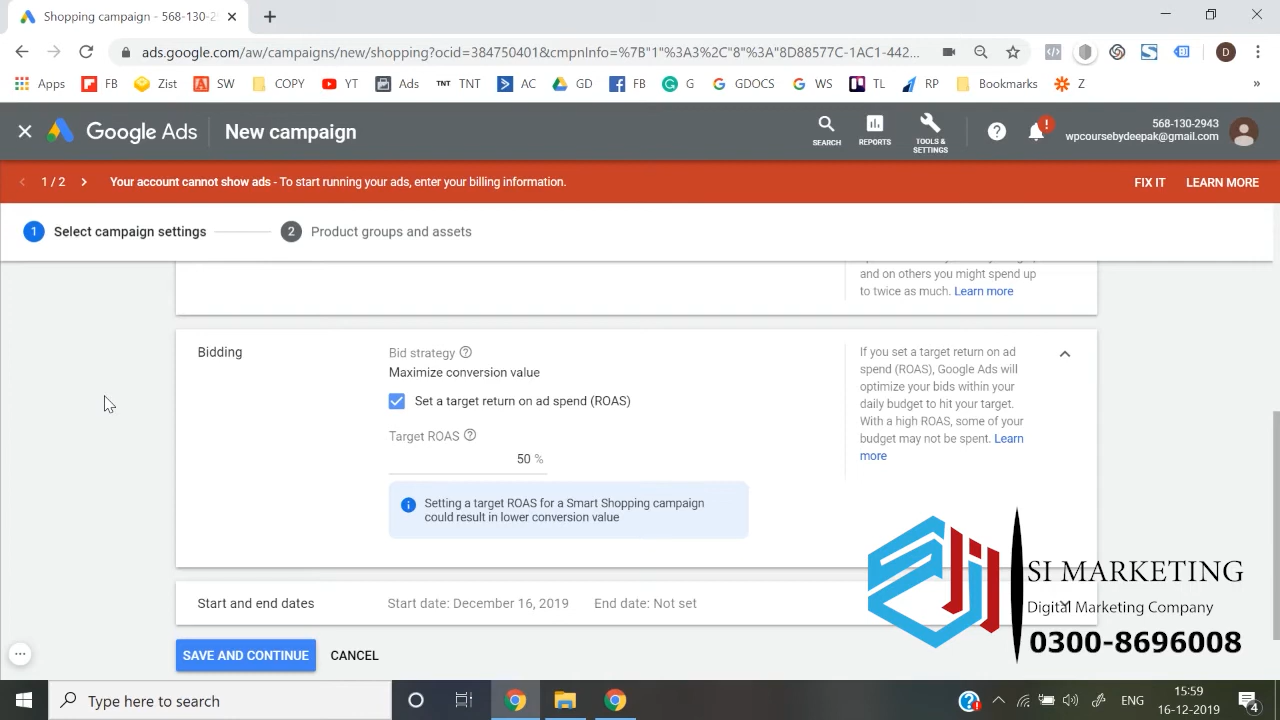 Shopping campaign - 568-130-25
ads.google.com/aw/campaigns/new/shopping?ocid=384750401&cmpnInfo=%7B"1"%3A3%2C"8"%3A"8D88577C-1AC1-442...
Apps FB Zist SW COPY YT Ads TNT TNT AC GD FB G GDOCS WS TL RP Bookmarks Z »
Google Ads New campaign
SEARCH REPORTS TOOLS & SETTINGS
568-130-2943
wpcoursebydeepak@gmail.com
1 / 2 Your account cannot show ads - To start running your ads, enter your billing information. FIX IT LEARN MORE
1 Select campaign settings 2 Product groups and assets
and on others you might spend up
to twice as much. Learn more
Bidding
Bid strategy
Maximize conversion value
Set a target return on ad spend (ROAS)
Target ROAS
50 %
Setting a target ROAS for a Smart Shopping campaign
could result in lower conversion value
If you set a target return on ad
spend (ROAS), Google Ads will
optimize your bids within your
daily budget to hit your target.
With a high ROAS, some of your
budget may not be spent. Learn
more
Start and end dates Start date: December 16, 2019 End date: Not set
SAVE AND CONTINUE CANCEL
SI MARKETING
Digital Marketing Company
0300-8696008
Type here to search
ENG
15:59
16-12-2019
4